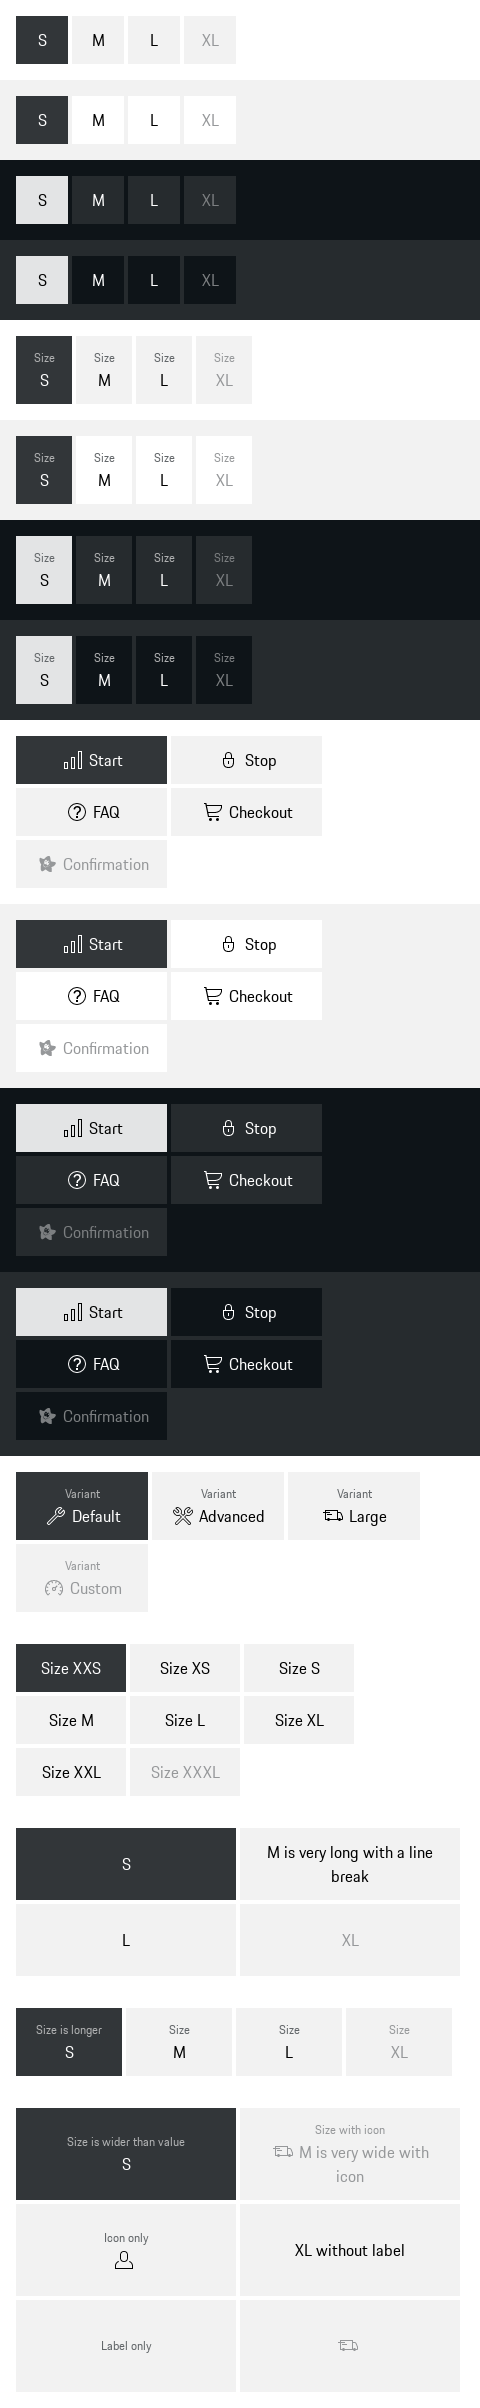 S M L XL
S M L XL
S M L XL
S M L XL
Size Size Size Size
S M L XL
Size Size Size Size
S M L XL
Size Size Size Size
S M L XL
Size Size Size Size
S M L XL
Start Stop
FAQ Checkout
Confirmation
Start Stop
FAQ Checkout
Confirmation
Start Stop
FAQ Checkout
Confirmation
Start Stop
FAQ Checkout
Confirmation
Variant Variant Variant
Default Advanced Large
Variant
Custom
Size XXS Size XS Size S
Size M Size L Size XL
Size XXL Size XXXL
S
M is very long with a line
break
L XL
Size is longer Size Size Size
S M L XL
Size is wider than value
S
Size with icon
M is very wide with
icon
Icon only
XL without label
Label only